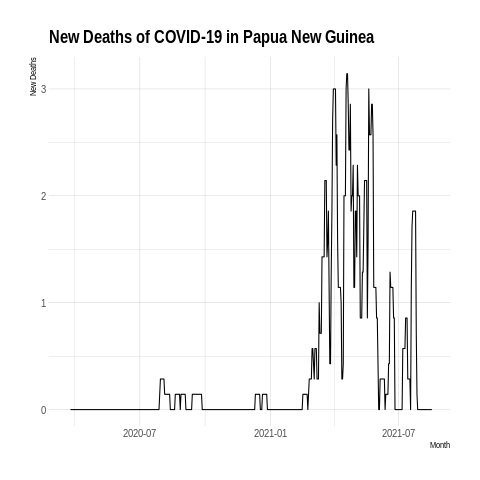 New Deaths of COVID-19 in Papua New Guinea
New Deaths
3
2
1
0
2020-07
2021-01
2021-07
Month